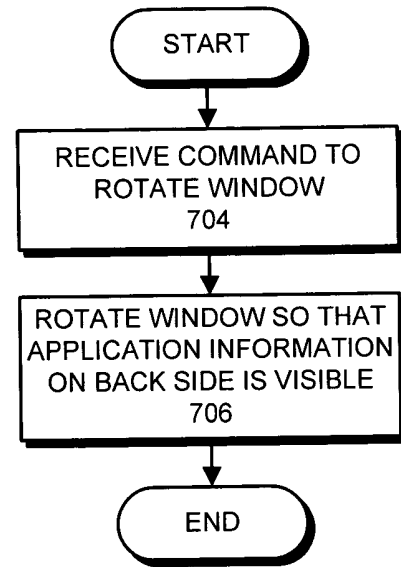 START
RECEIVE COMMAND TO
ROTATE WINDOW
704
ROTATE WINDOW SO THAT
APPLICATION INFORMATION
ON BACK SIDE IS VISIBLE
706
END